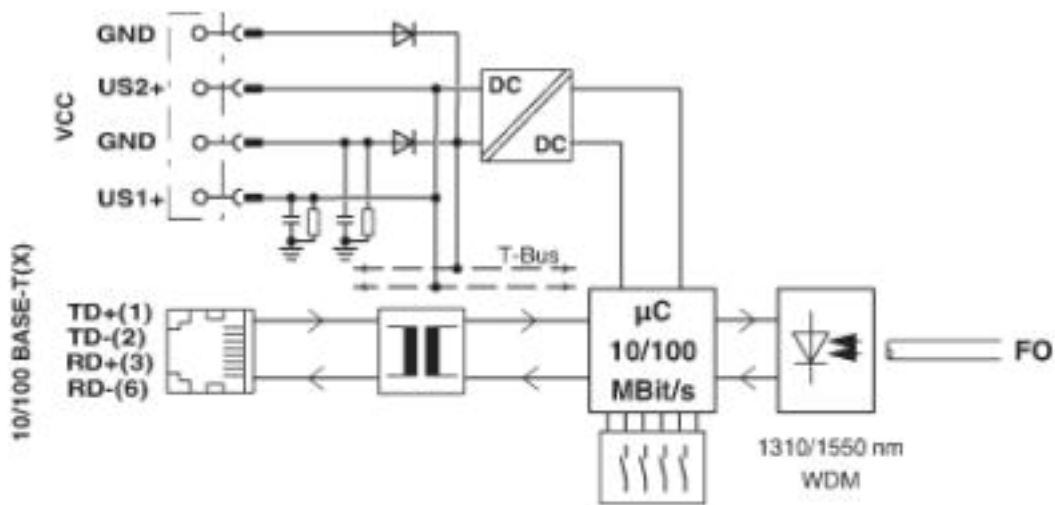 GND
US2+
GND
US1+
VCC
DC
DC
T-Bus
10/100 BASE-T(X)
TD+(1)
TD-(2)
RD+(3)
RD-(6)
µC
10/100
MBit/s
FO
1310/1550 nm
WDM